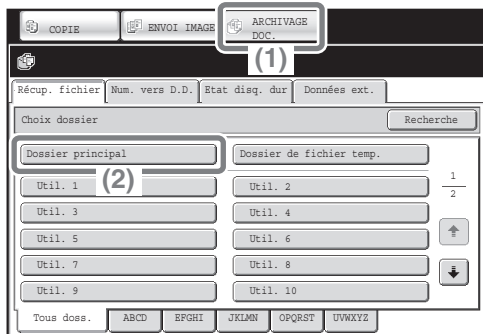 COPIE ENVOI IMAGE ARCHIVAGE DOC.
(1)
Récup. fichier Num. vers D.D. Etat disq. dur Données ext.
Choix dossier Recherche
Dossier principal Dossier de fichier temp.
(2)
Util. 1 Util. 2
1
2
Util. 3 Util. 4
Util. 5 Util. 6
Util. 7 Util. 8
Util. 9 Util. 10
Tous doss. ABCD EFGHI JKLMN OPQRST UVWXYZ